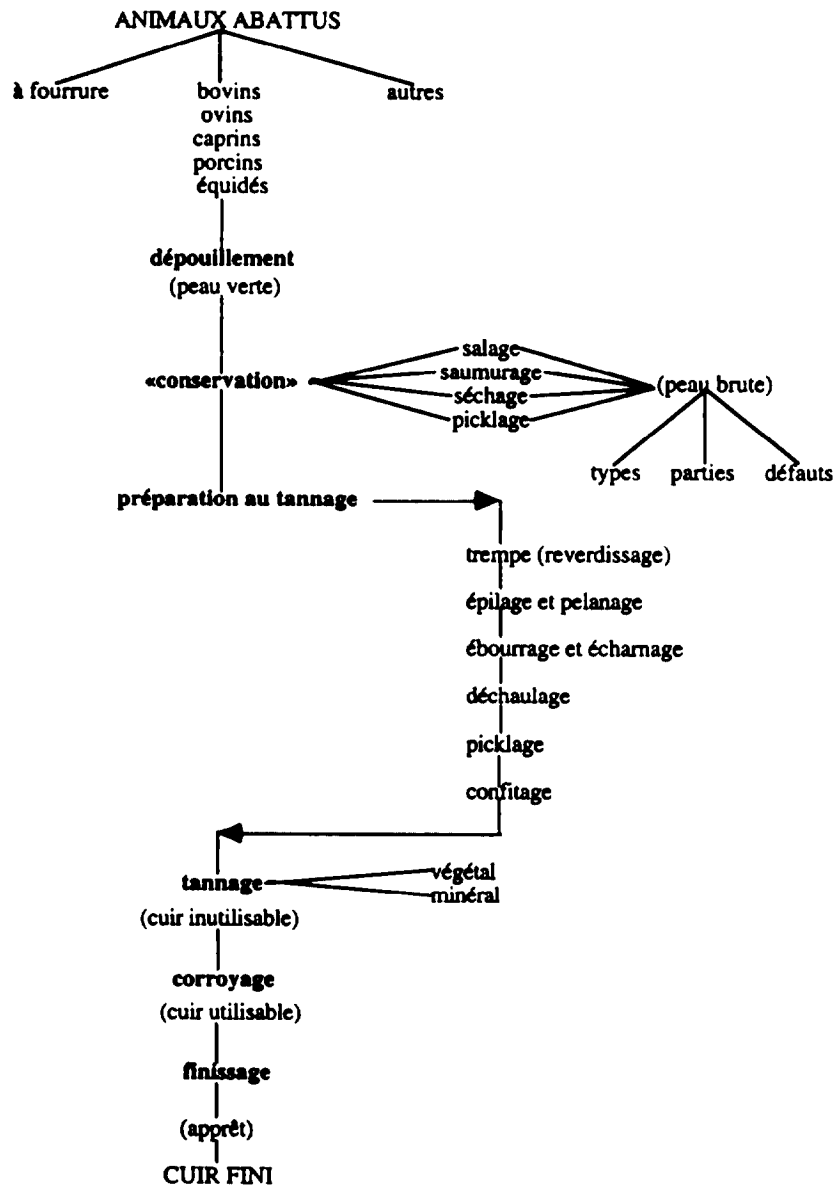 ANIMAUX ABATTUS
à fourrure
bovins
autres
ovins
caprins
porcins
équidés
dépouillement
(peau verte)
«conservation»
salage
saumurage
séchage
picklage
(peau brute)
types
parties
défauts
préparation au tannage
trempe (reverdissage)
épilage et pelanage
ébourrage et écharnage
déchaulage
picklage
confitage
tannage
végétal
minéral
(cuir inutilisable)
corroyage
(cuir utilisable)
finissage
(apprêt)
CUIR FINI